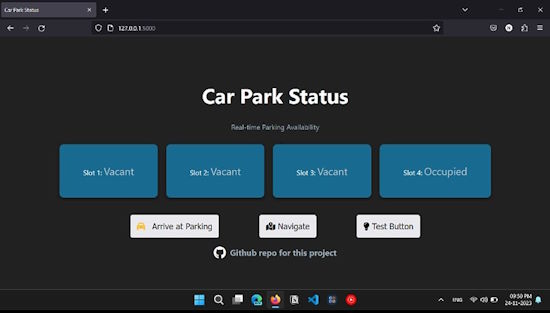 Car Park Status
127.0.0.1:5000
Car Park Status
Real-time Parking Availability
Slot 1: Vacant
Slot 2: Vacant
Slot 3: Vacant
Slot 4: Occupied
Arrive at Parking
Navigate
Test Button
Github repo for this project
ENG
09:59 PM
24-11-2023